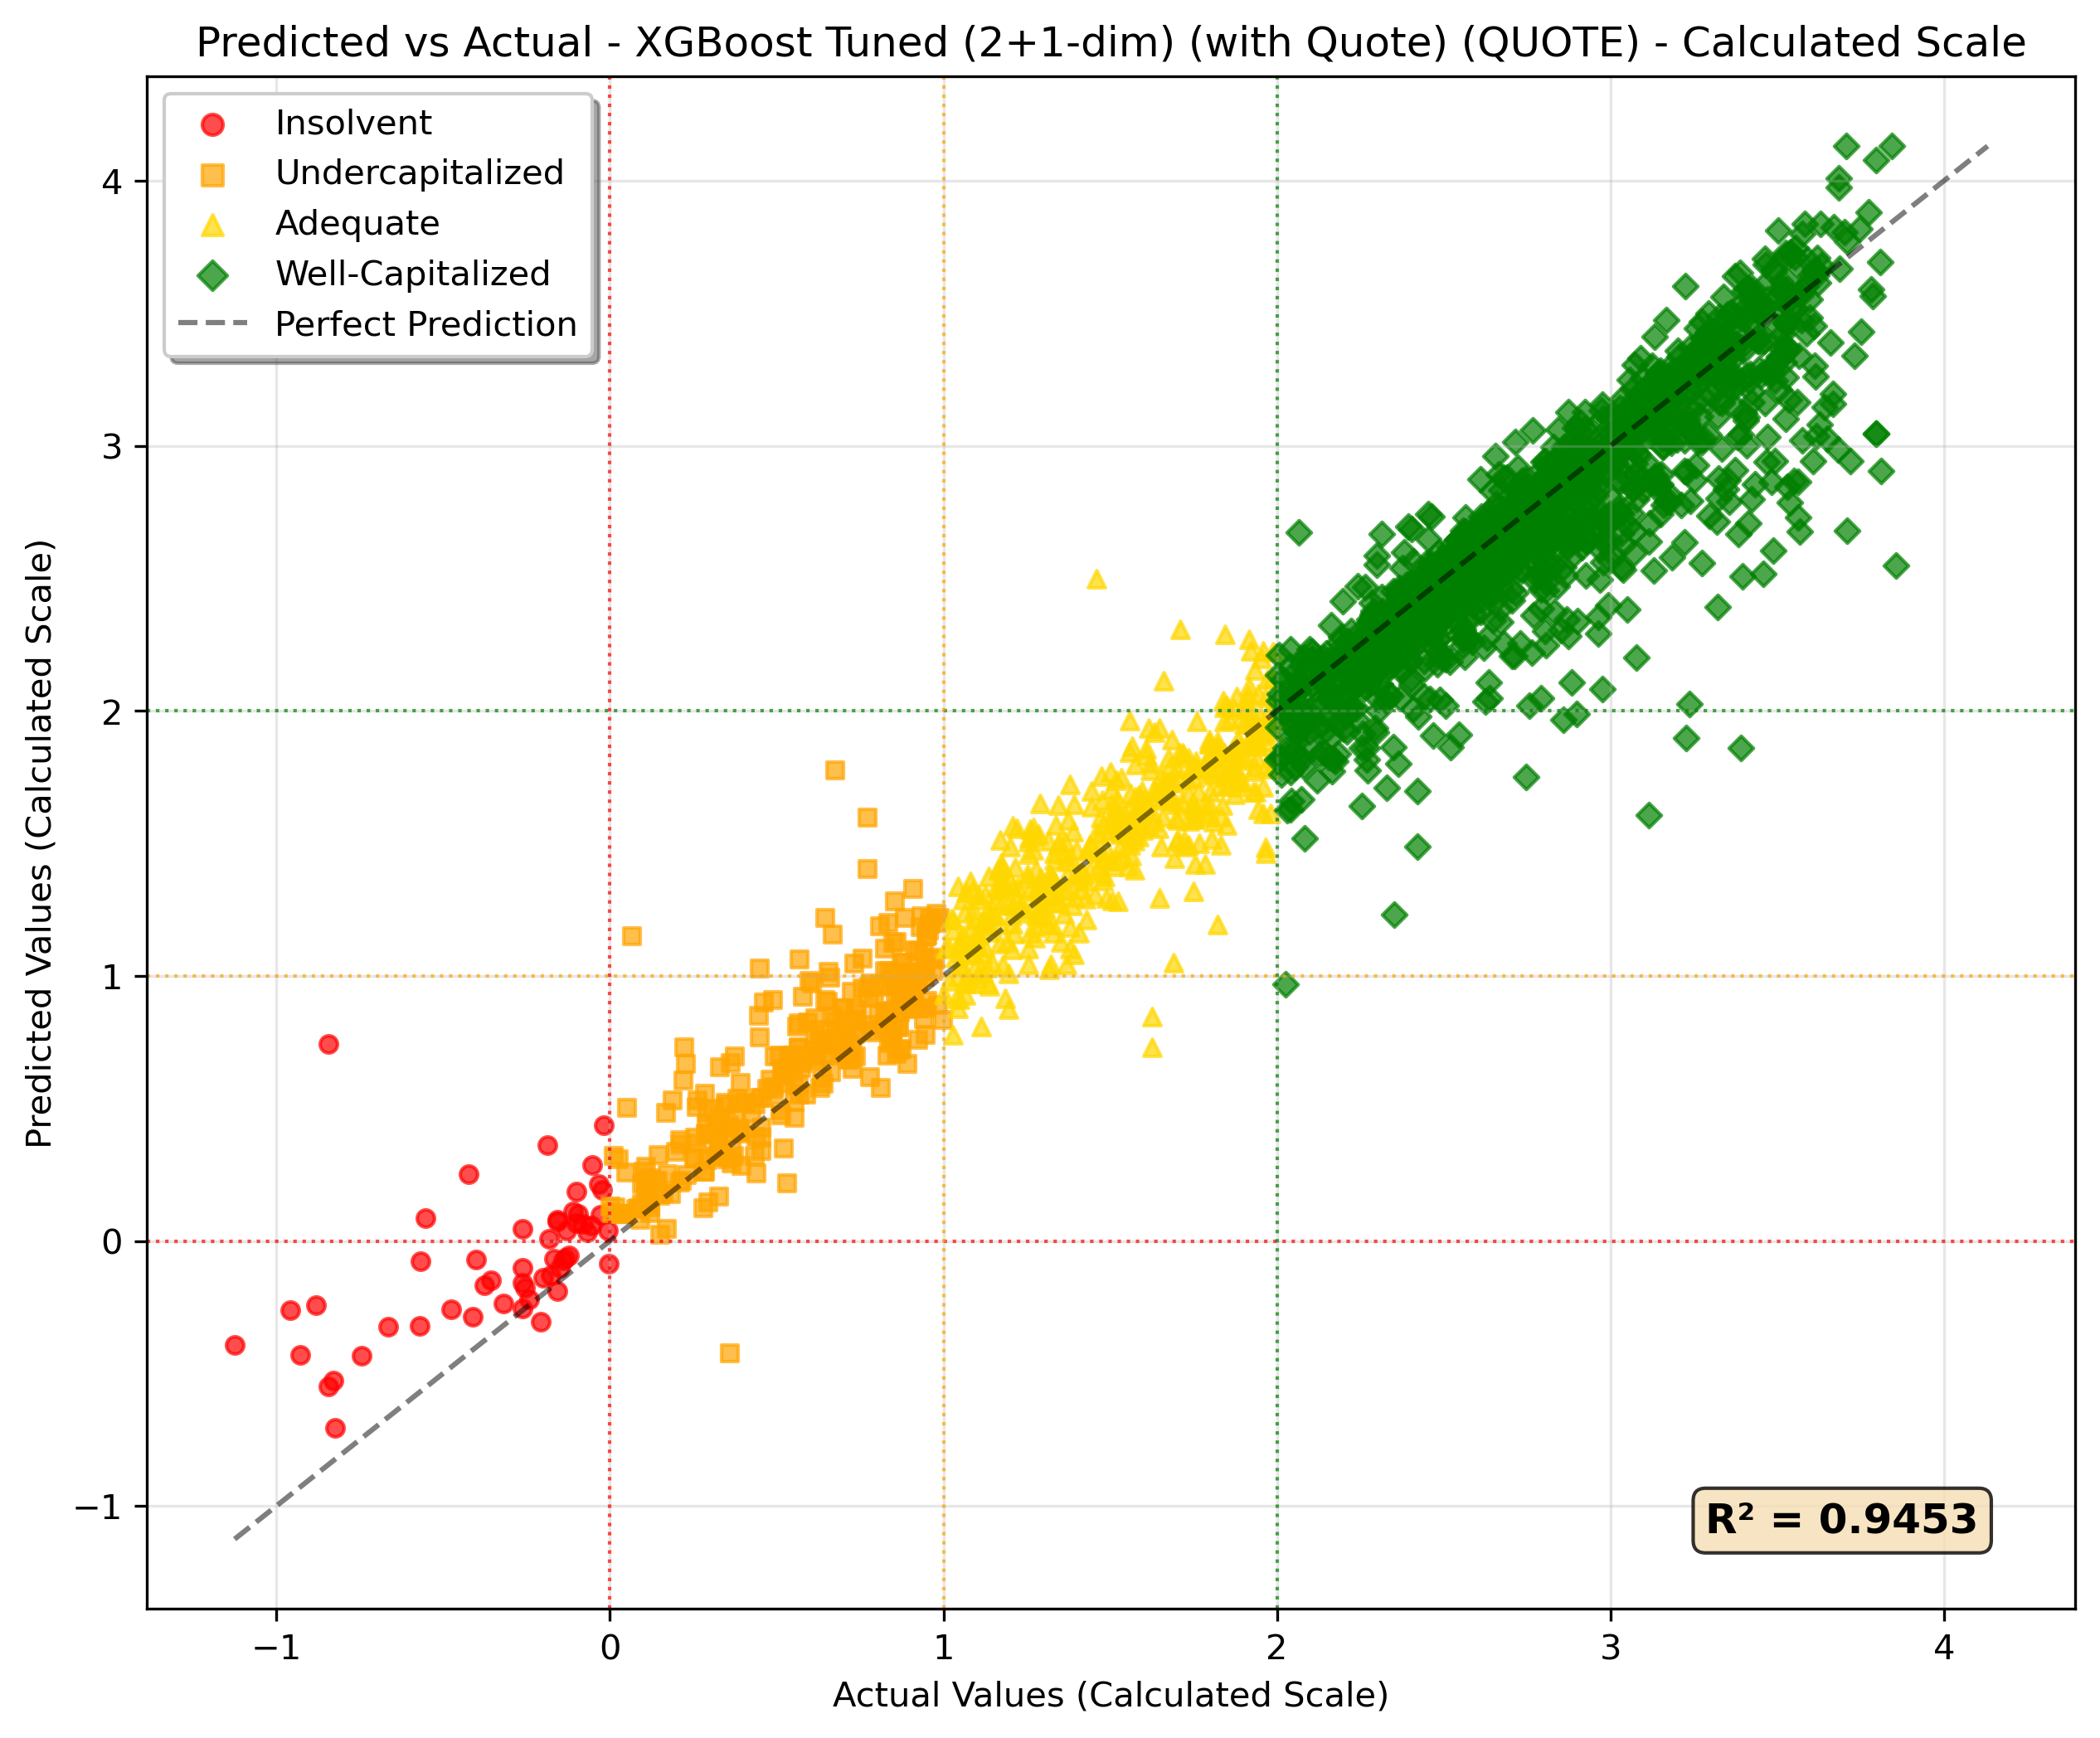 Predicted vs Actual - XGBoost Tuned (2+1-dim) (with Quote) (QUOTE) - Calculated Scale
Insolvent
Undercapitalized
Adequate
Well-Capitalized
Perfect Prediction
Predicted Values (Calculated Scale)
4
3
2
1
0
−1
R² = 0.9453
−1 0 1 2 3 4
Actual Values (Calculated Scale)